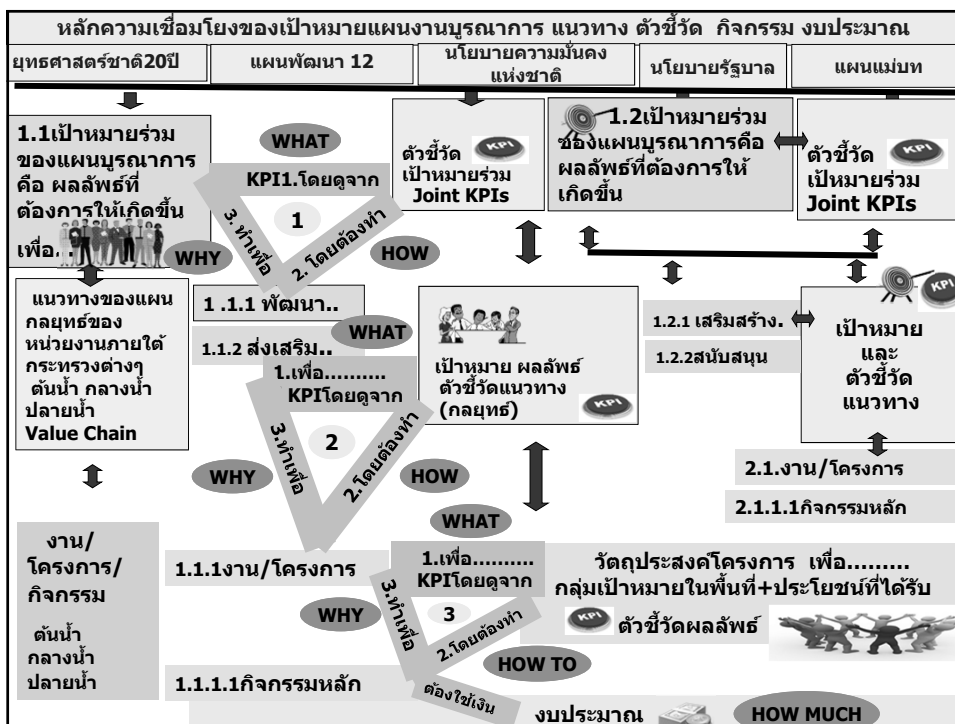 หลักความเชื่อมโยงของเป้าหมายแผนงานบูรณาการ แนวทาง ตัวชี้วัด กิจกรรม งบประมาณ
ยุทธศาสตร์ชาติ20ปี
แผนพัฒนา 12
นโยบายความมั่นคง
แห่งชาติ
นโยบายรัฐบาล
แผนแม่บท
1.1เป้าหมายร่วม
ของแผนบูรณาการ
คือ ผลลัพธ์ที่
ต้องการให้เกิดขึ้น
เพื่อ.
WHAT
KPI1.โดยดูจาก
1
3. ทำเพื่อ
2. โดยต้องทำ
WHY
HOW
ตัวชี้วัด
เป้าหมายร่วม
Joint KPIs
KPI
1.2เป้าหมายร่วม
ของแผนบูรณาการคือ
ผลลัพธ์ที่ต้องการให้
เกิดขึ้น
KPI
ตัวชี้วัด
เป้หมายร่วม
Joint KPIs
แนวทางของแผน
กลยุทธ์ของ
หน่วยงานภายใต้
กระทรวงต่างๆ
ต้นน้ำ กลางน้ำ
ปลายน้ำ
Value Chain
1 .1.1 พัฒนา..
1.1.2 ส่งเสริม..
WHAT
1.เพื่อ..........
KPIโดยดูจาก
2
3.ทำเพื่อ
2.โดยต้องทำ
WHY
HOW
เป้าหมาย ผลลัพธ์
ตัวชี้วัดแนวทาง
(กลยุทธ์)
KPI
1.2.1 เสริมสร้าง.
1.2.2สนับสนุน
KPI
เป้าหมาย
และ
ตัวชี้วัด
แนวทาง
2.1.งาน/โครงการ
2.1.1.1กิจกรรมหลัก
งาน/
โครงการ/
กิจกรรม
ต้นน้ำ
กลางน้ำ
ปลายน้ำ
1.1.1งาน/โครงการ
WHAT
1.เพื่อ..........
KPIโดยดูจาก
3
3.ทำเพื่อ
2.โดยต้องทำ
WHY
HOW TO
วัตถุประสงค์โครงการ เพื่อ.........
กลุ่มเป้าหมายในพื้นที่+ประโยชน์ที่ได้รับ
KPI
ตัวชี้วัดผลลัพธ์
1.1.1.1กิจกรรมหลัก
ต้องใช้เงิน
งบประมาณ
HOW MUCH